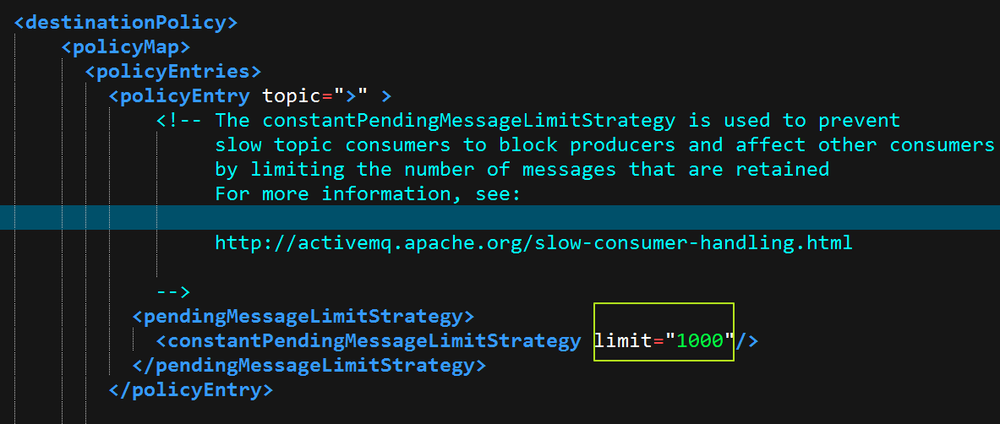 <destinationPolicy>
<policyMap>
<policyEntries>
<policyEntry topic=">" >
<!-- The constantPendingMessageLimitStrategy is used to prevent
slow topic consumers to block producers and affect other consumers
by limiting the number of messages that are retained
For more information, see:
http://activemq.apache.org/slow-consumer-handling.html
-->
<pendingMessageLimitStrategy>
<constantPendingMessageLimitStrategy limit="1000"/>
</pendingMessageLimitStrategy>
</policyEntry>